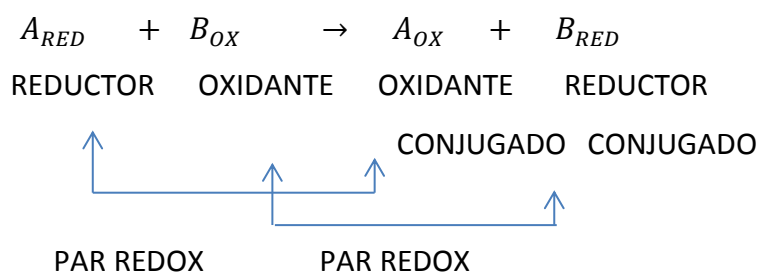 A_RED + B_OX → A_OX + B_RED
REDUCTOR OXIDANTE OXIDANTE REDUCTOR
CONJUGADO CONJUGADO
PAR REDOX PAR REDOX